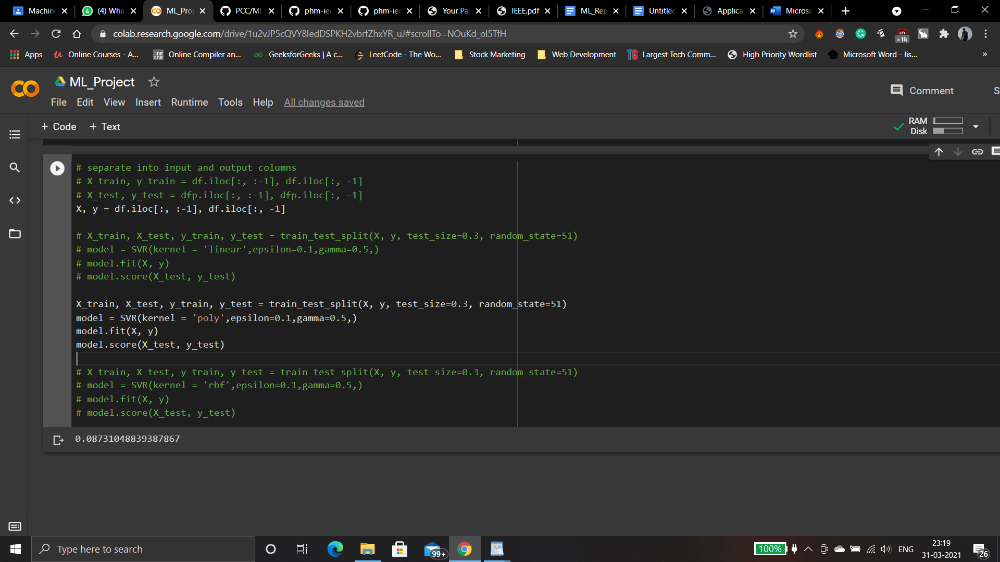 Machin (4) Wha ML_Proj PCC/ML phm-iee phm-iee Your Pa IEEE.pdf ML_Rep Untitled Applica Microso
colab.research.google.com/drive/1u2vJP5cQVY8IedDSPKH2vbrfZhxYR_uJ#scrollTo=NOuKd_ol5TfH
>1k
Apps Online Courses - A... Online Compiler an... GeeksforGeeks | A c... LeetCode - The Wo... Stock Marketing Web Development Largest Tech Comm... High Priority Wordlist Microsoft Word - lis... »
ML_Project
Comment S
File Edit View Insert Runtime Tools Help All changes saved
+ Code + Text
RAM
Disk
# separate into input and output columns
# X_train, y_train = df.iloc[:, :-1], df.iloc[:, -1]
# X_test, y_test = dfp.iloc[:, :-1], dfp.iloc[:, -1]
X, y = df.iloc[:, :-1], df.iloc[:, -1]
# X_train, X_test, y_train, y_test = train_test_split(X, y, test_size=0.3, random_state=51)
# model = SVR(kernel = 'linear',epsilon=0.1,gamma=0.5,)
# model.fit(X, y)
# model.score(X_test, y_test)
X_train, X_test, y_train, y_test = train_test_split(X, y, test_size=0.3, random_state=51)
model = SVR(kernel = 'poly',epsilon=0.1,gamma=0.5,)
model.fit(X, y)
model.score(X_test, y_test)
# X_train, X_test, y_train, y_test = train_test_split(X, y, test_size=0.3, random_state=51)
# model = SVR(kernel = 'rbf',epsilon=0.1,gamma=0.5,)
# model.fit(X, y)
# model.score(X_test, y_test)
0.08731048839387867
Type here to search
99+
100%
ENG
23:19
31-03-2021
26